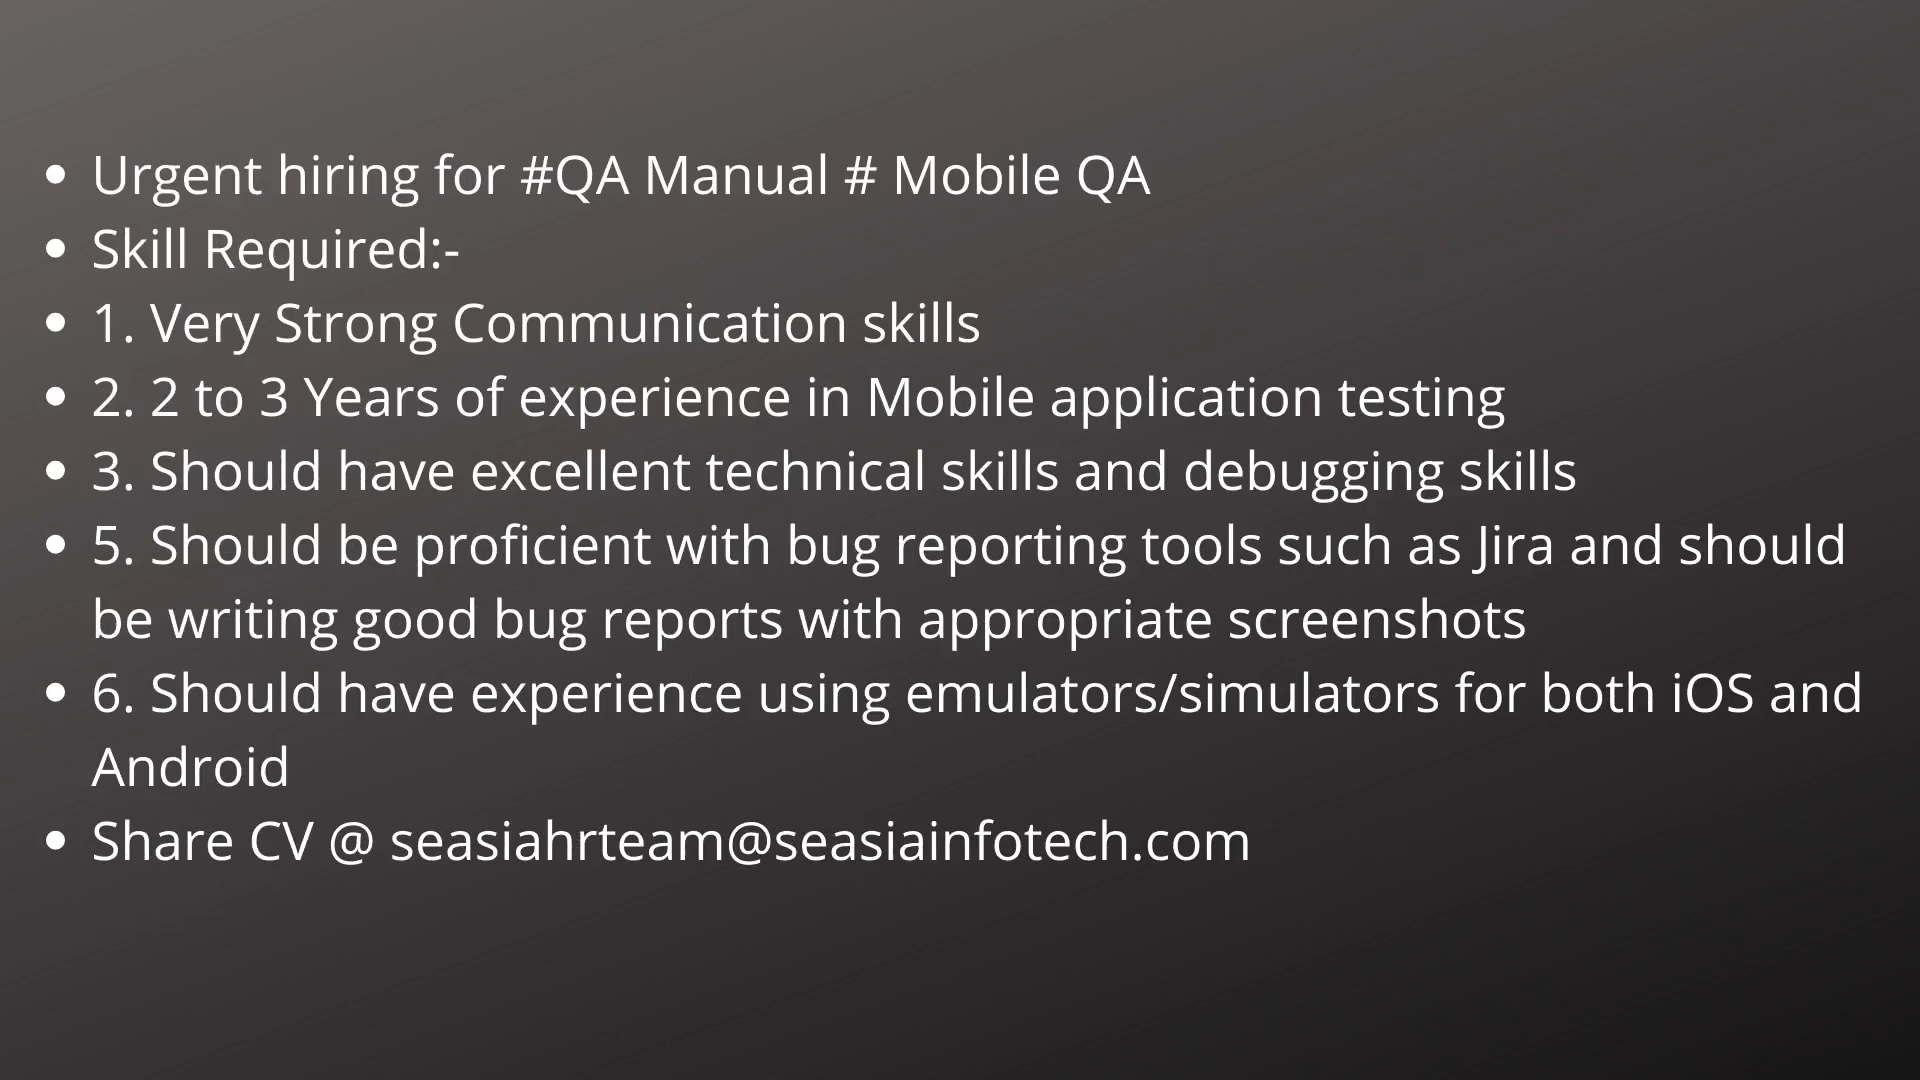 • Urgent hiring for #QA Manual # Mobile QA
• Skill Required:-
• 1. Very Strong Communication skills
• 2. 2 to 3 Years of experience in Mobile application testing
• 3. Should have excellent technical skills and debugging skills
• 5. Should be proficient with bug reporting tools such as Jira and should
be writing good bug reports with appropriate screenshots
• 6. Should have experience using emulators/simulators for both iOS and
Android
• Share CV @ seasiahrteam@seasiainfotech.com